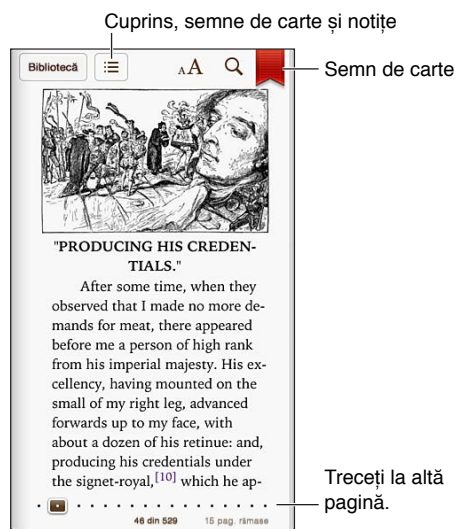 Cuprins, semne de carte și notițe
Bibliotecă
AA
Semn de carte
"PRODUCING HIS CREDEN-
TIALS."
After some time, when they
observed that I made no more de-
mands for meat, there appeared
before me a person of high rank
from his imperial majesty. His ex-
cellency, having mounted on the
small of my right leg, advanced
forwards up to my face, with
about a dozen of his retinue: and,
producing his credentials under
the signet-royal,[10] which he ap-
Treceți la altă
pagină.
46 din 529 15 pag. rămase